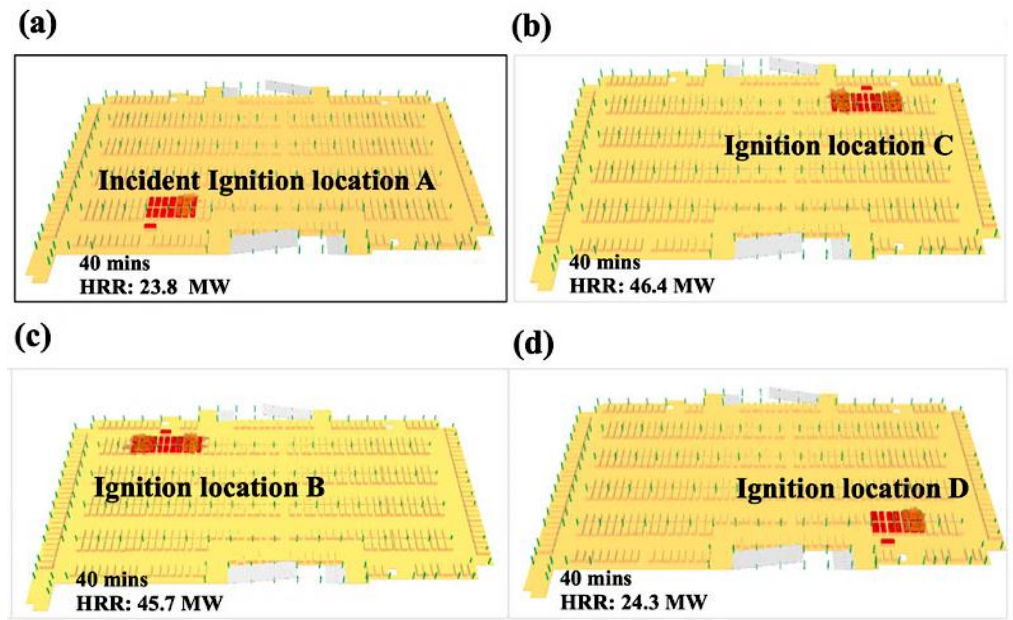 (a)
Incident Ignition location A
40 mins
HRR: 23.8 MW
(b)
Ignition location C
40 mins
HRR: 46.4 MW
(c)
Ignition location B
40 mins
HRR: 45.7 MW
(d)
Ignition location D
40 mins
HRR: 24.3 MW